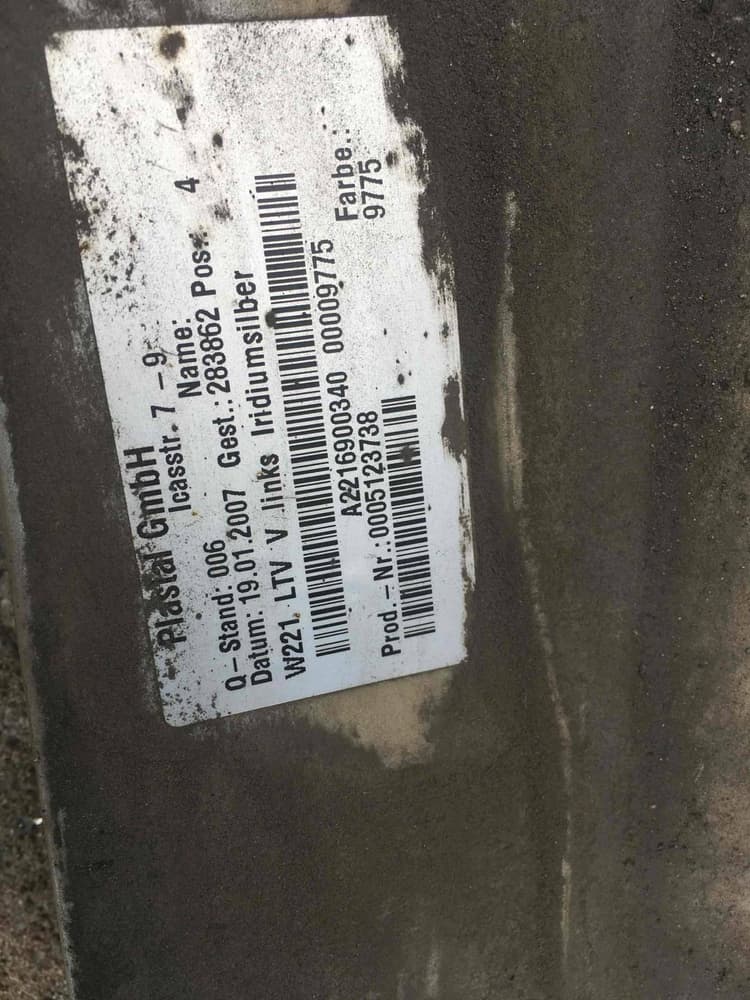 Plastal GmbH
Icasstr. 7 - 9
Q-Stand: 006 Name:
Datum: 19.01.2007 Gest.: 283862 Pos.: 4
W221 LTV V links Iridiumsilber
A2216900340 00009775
Farbe.:
9775
Prod.-Nr.: 0005123738